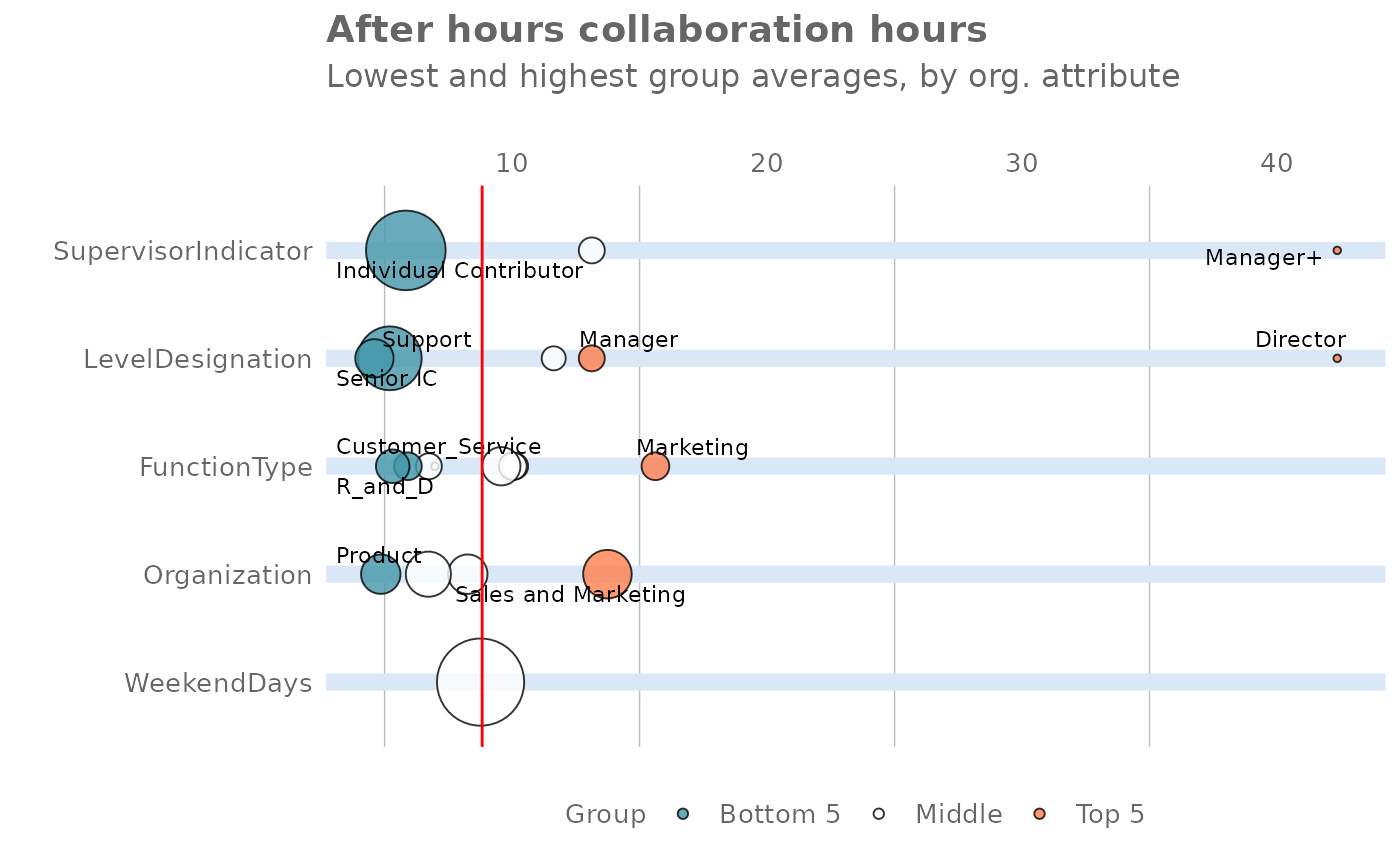 After hours collaboration hours
Lowest and highest group averages, by org. attribute
10 20 30 40
SupervisorIndicator
Individual Contributor
Manager+
LevelDesignation
Support
Manager
Director
Senior IC
FunctionType
Customer_Service
Marketing
R_and_D
Organization
Product
Sales and Marketing
WeekendDays
Group Bottom 5 Middle Top 5